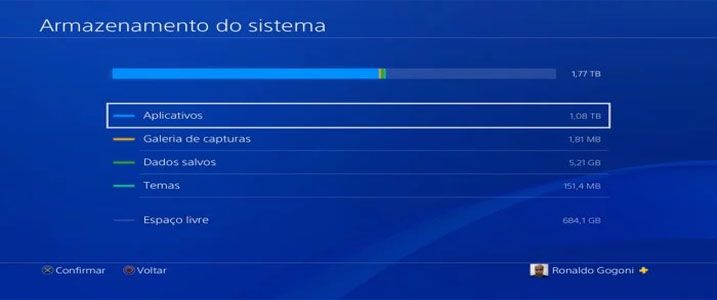 Armazenamento do sistema
1,77 TB
Aplicativos 1,08 TB
Galeria de capturas 1,81 MB
Dados salvos 5,21 GB
Temas 151,4 MB
Espaço livre 684,1 GB
Confirmar Voltar Ronaldo Gogoni